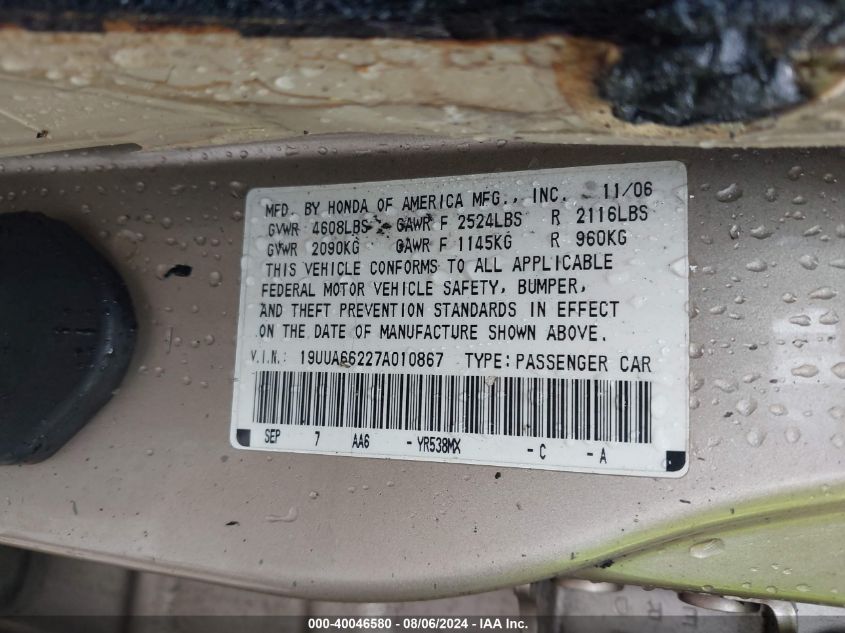 MFD. BY HONDA OF AMERICA MFG., INC. 11/06
GVWR 4608LBS GAWR F 2524LBS R 2116LBS
GVWR 2090KG GAWR F 1145KG R 960KG
THIS VEHICLE CONFORMS TO ALL APPLICABLE
FEDERAL MOTOR VEHICLE SAFETY, BUMPER,
AND THEFT PREVENTION STANDARDS IN EFFECT
ON THE DATE OF MANUFACTURE SHOWN ABOVE.
V.I.N.: 19UUA66227A010867 TYPE:PASSENGER CAR
SEP 7 AA6 - YR538MX - C - A
000-40046580 - 08/06/2024 - IAA Inc.